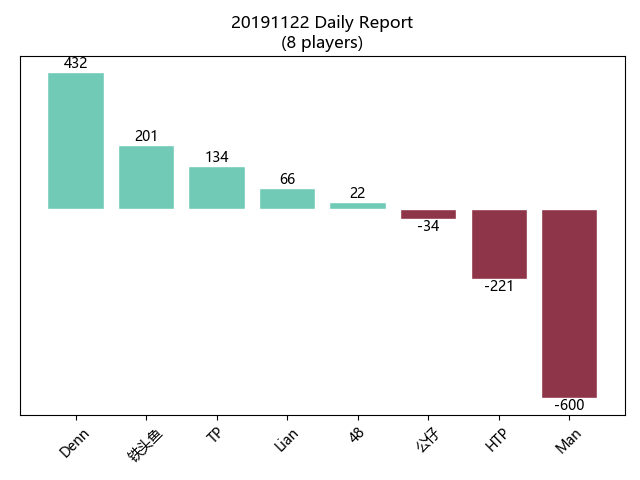 20191122 Daily Report
(8 players)
432
201
134
66
22
-34
-221
-600
Denn
铁头鱼
TP
Lian
48
公仔
HTP
Man